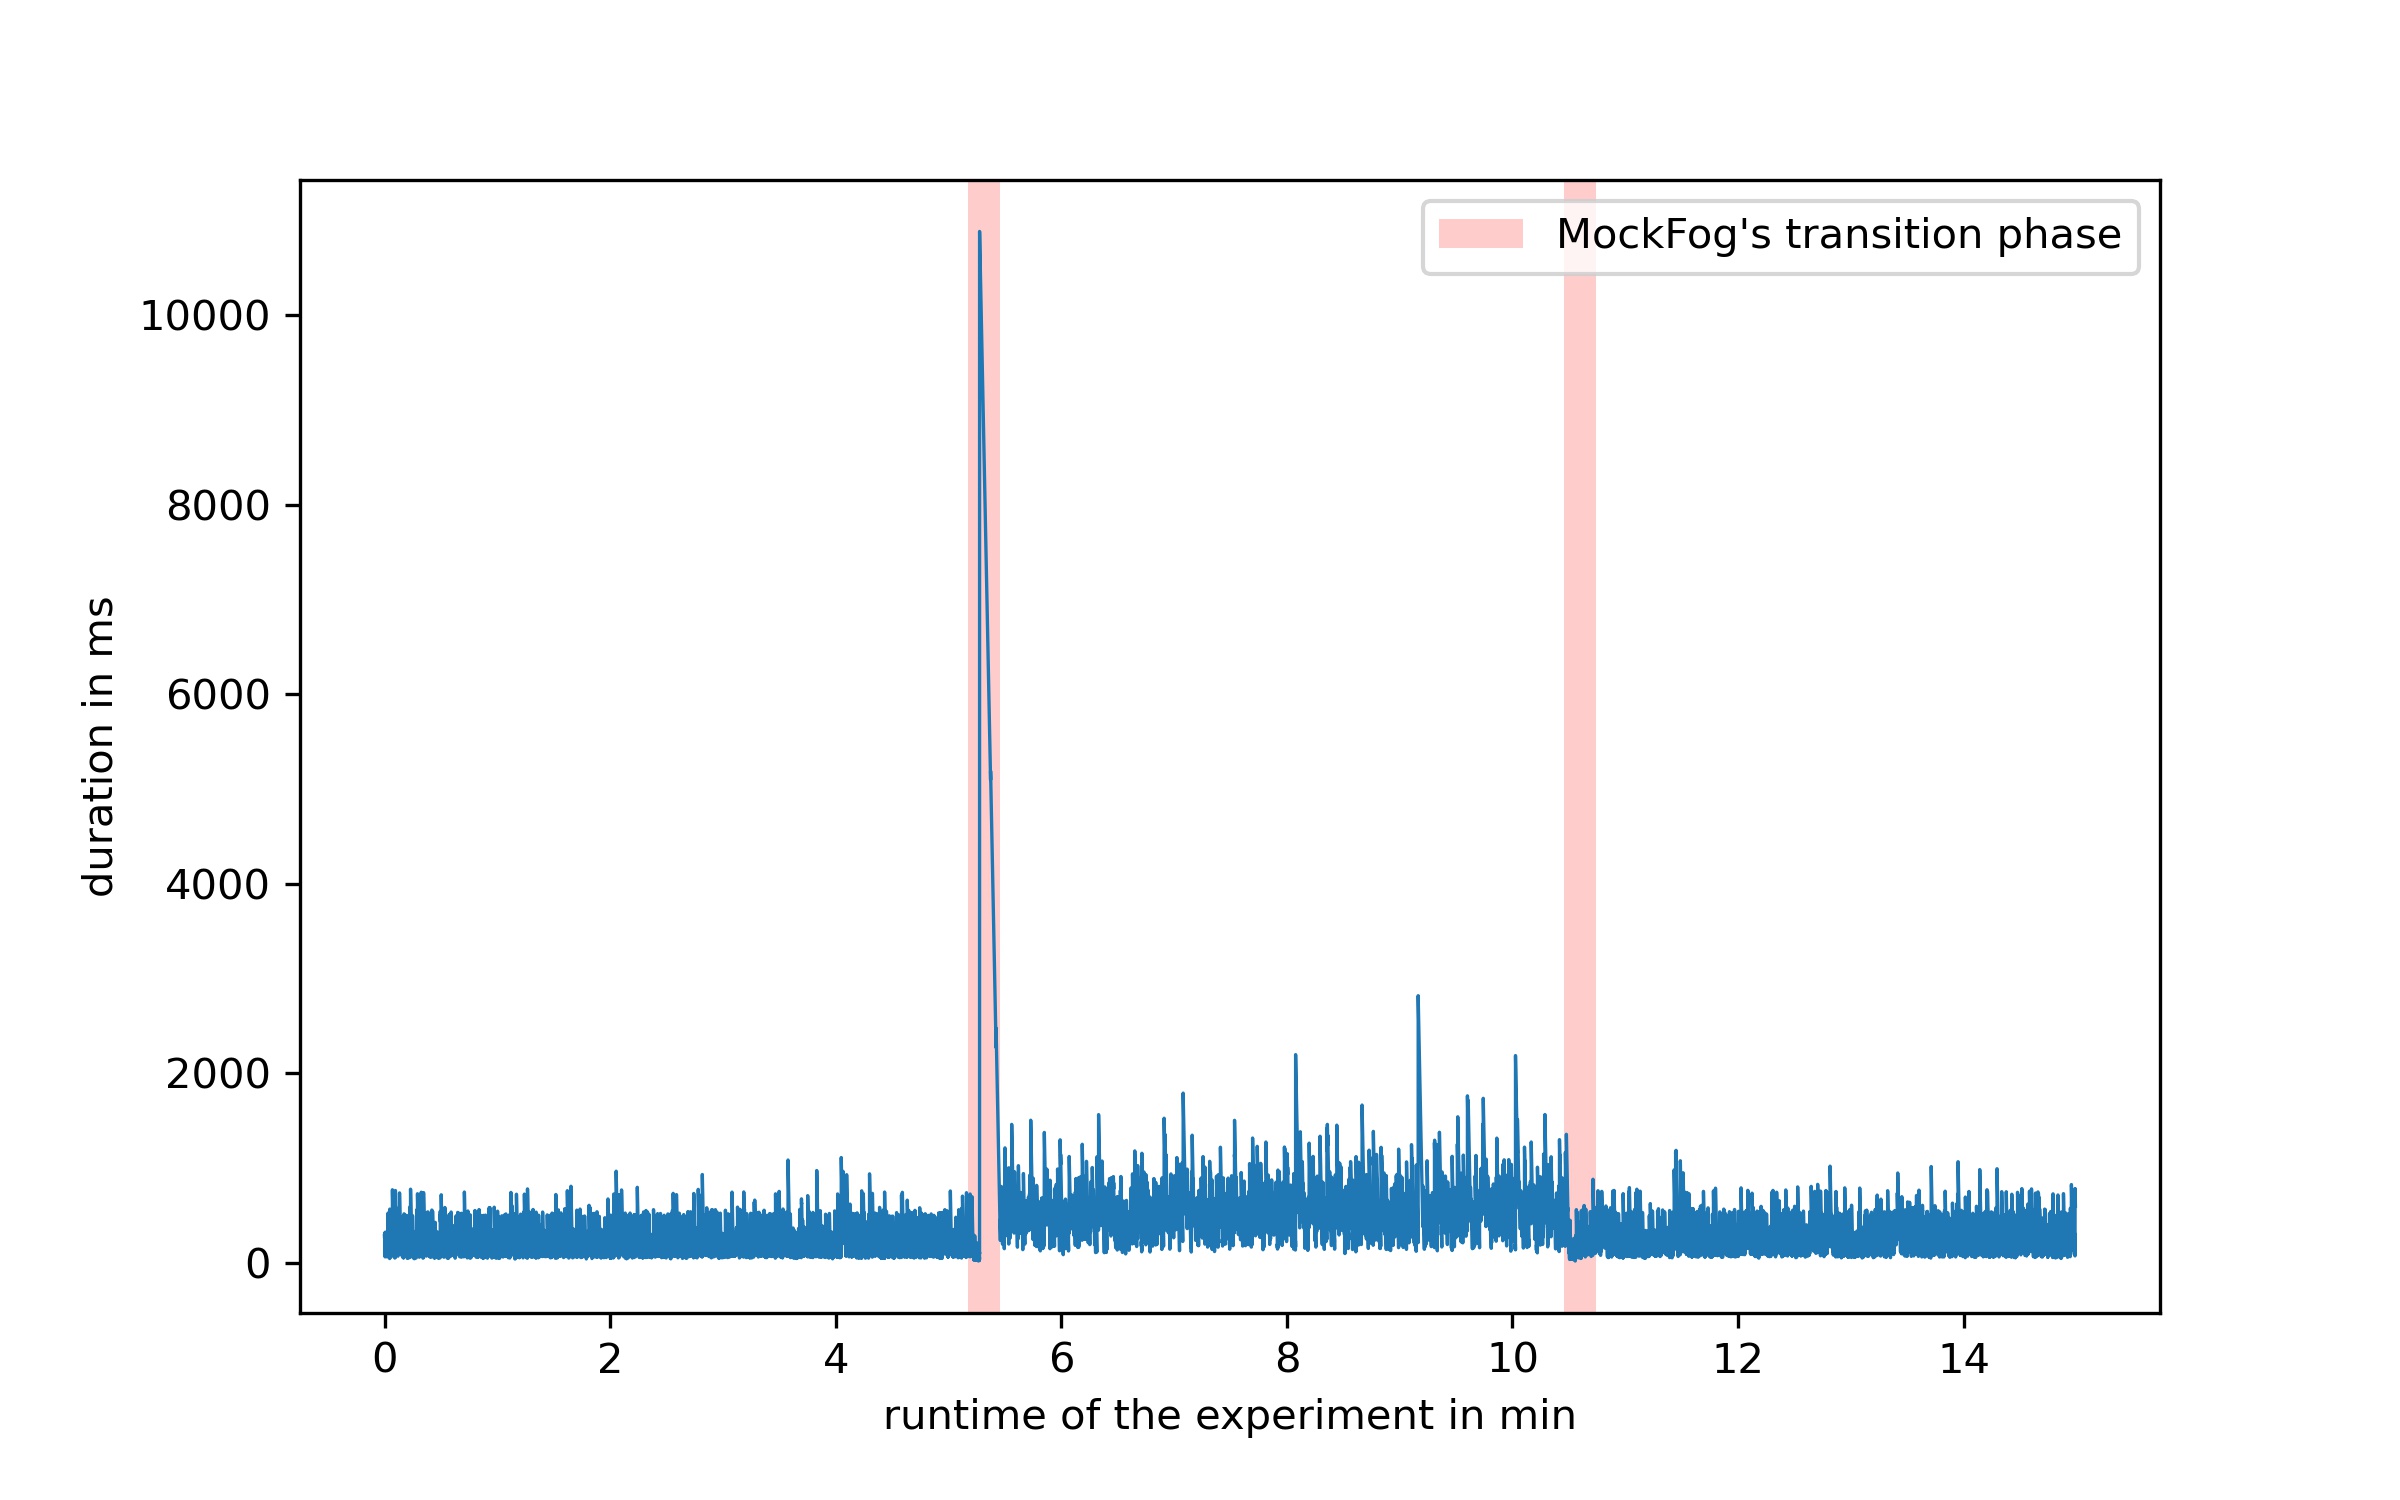 MockFog's transition phase
10000
8000
6000
4000
2000
0
duration in ms
0 2 4 6 8 10 12 14
runtime of the experiment in min